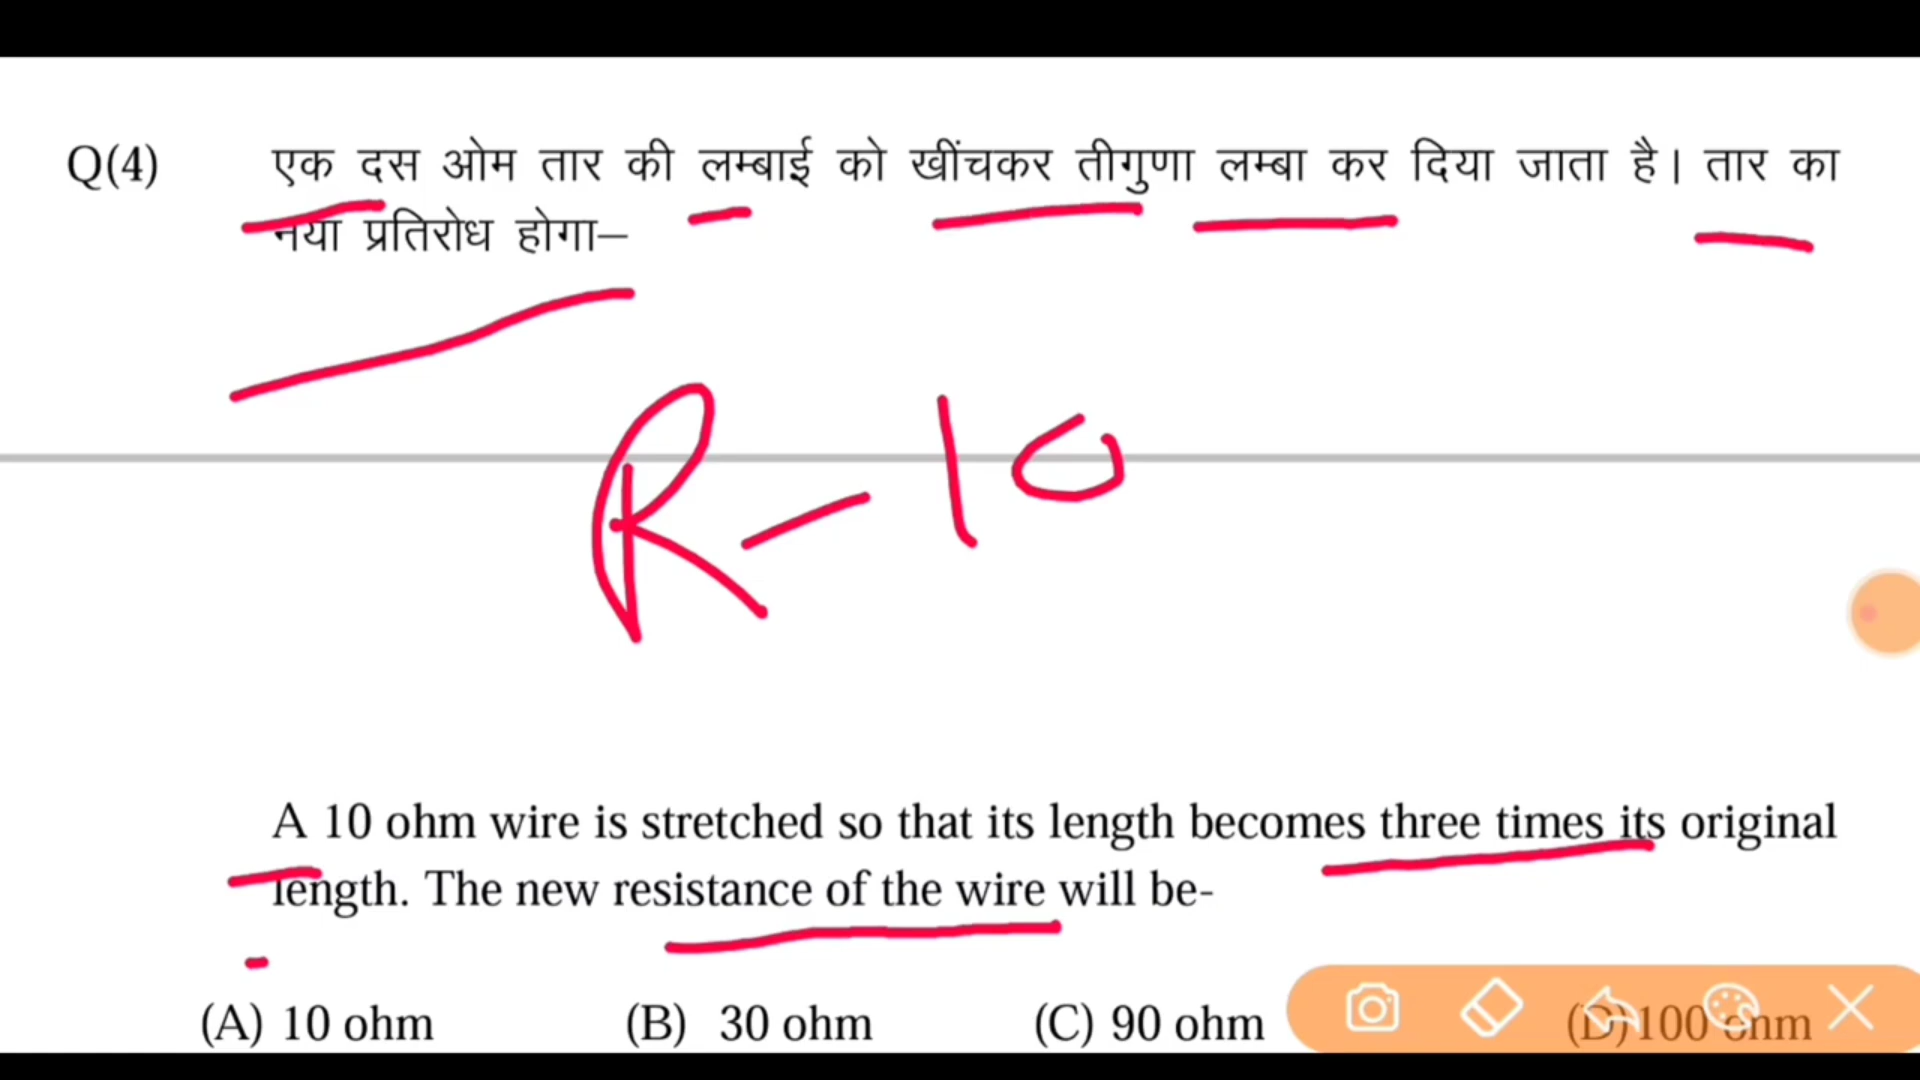 Q(4) एक दस ओम तार की लम्बाई को खींचकर तीगुणा लम्बा कर दिया जाता है। तार का
नया प्रतिरोध होगा–
R-10
A 10 ohm wire is stretched so that its length becomes three times its original
length. The new resistance of the wire will be-
(A) 10 ohm (B) 30 ohm (C) 90 ohm (D) 100 ohm